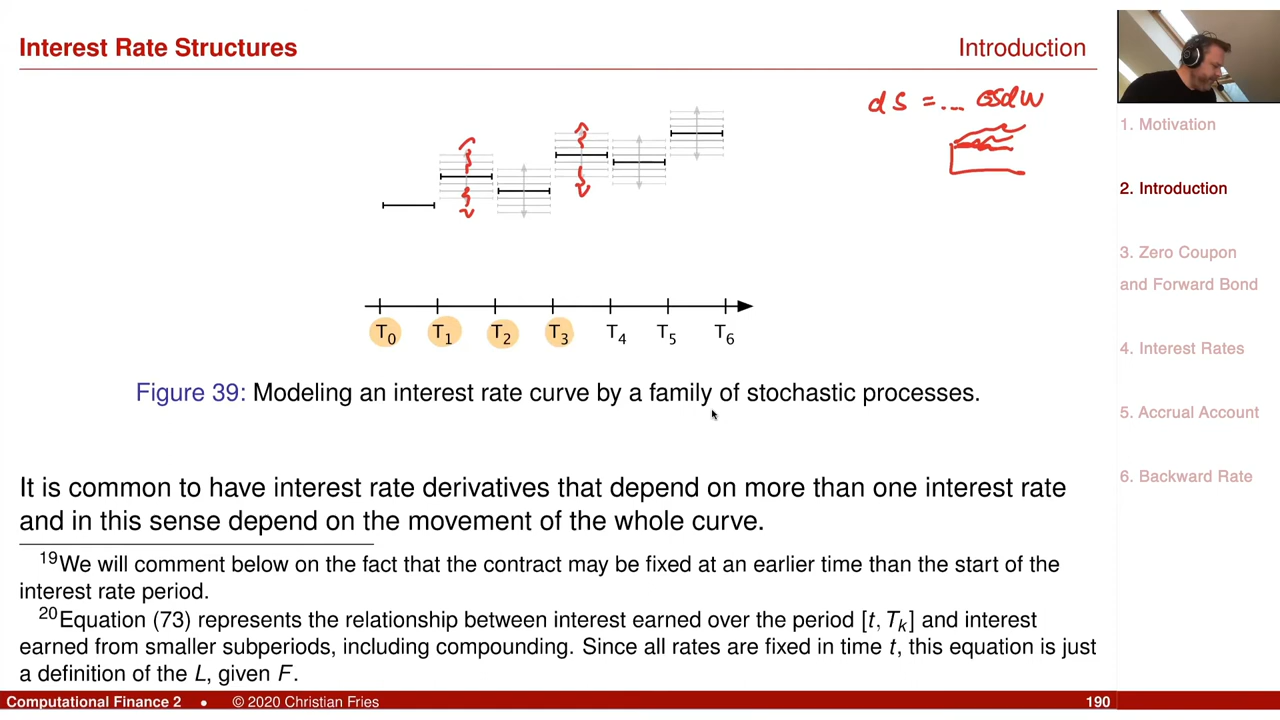 Interest Rate Structures
Introduction
dS = ... σSdW
T0 T1 T2 T3 T4 T5 T6
Figure 39: Modeling an interest rate curve by a family of stochastic processes.
It is common to have interest rate derivatives that depend on more than one interest rate
and in this sense depend on the movement of the whole curve.
19We will comment below on the fact that the contract may be fixed at an earlier time than the start of the
interest rate period.
20Equation (73) represents the relationship between interest earned over the period [t, Tk] and interest
earned from smaller subperiods, including compounding. Since all rates are fixed in time t, this equation is just
a definition of the L, given F.
Computational Finance 2 • © 2020 Christian Fries
190
1. Motivation
2. Introduction
3. Zero Coupon
and Forward Bond
4. Interest Rates
5. Accrual Account
6. Backward Rate